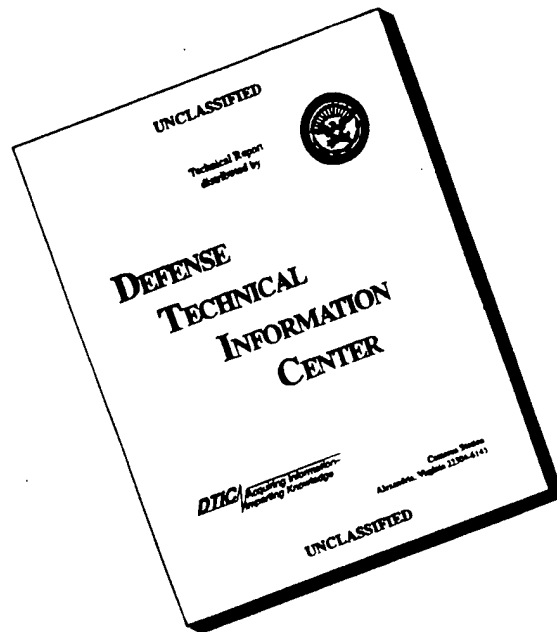 UNCLASSIFIED
Technical Report
distributed by
DEFENSE
TECHNICAL
INFORMATION
CENTER
DTIC Acquiring Information-
Imparting Knowledge
Cameron Station
Alexandria, Virginia 22304-6145
UNCLASSIFIED